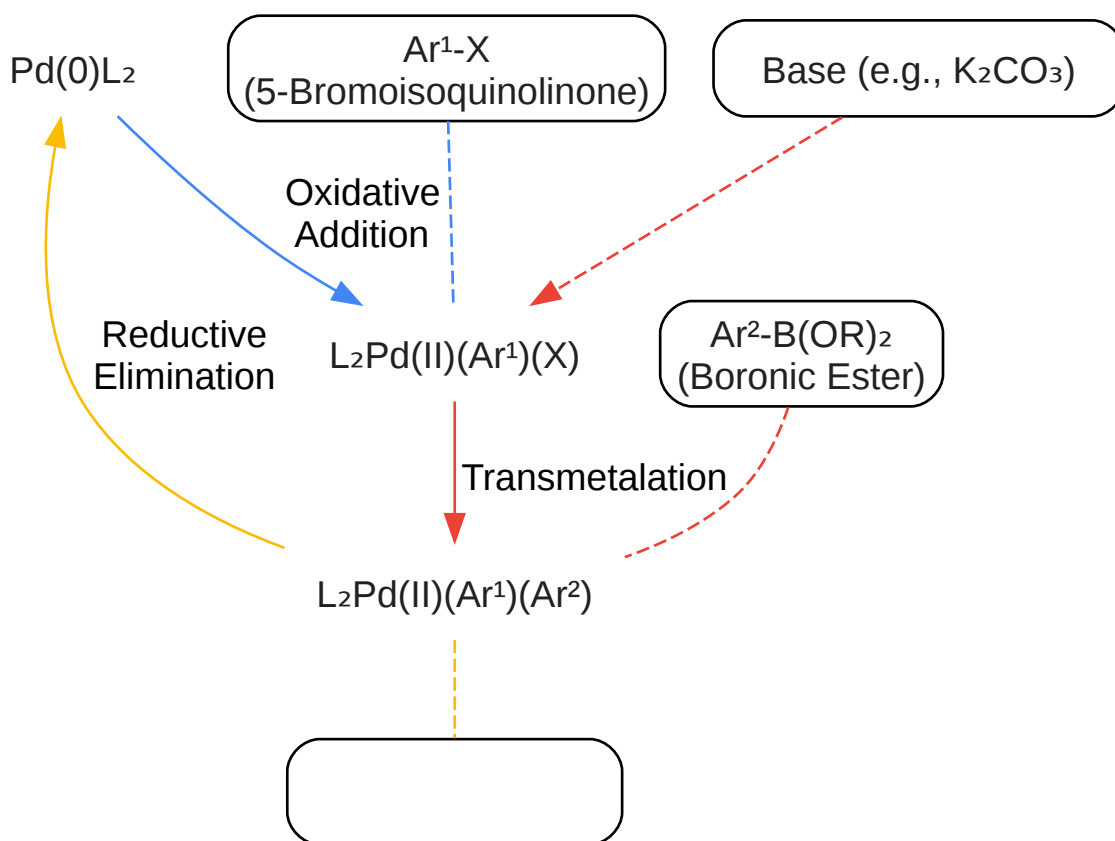 Pd(0)L₂
Ar¹-X
(5-Bromoisoquinolinone)
Base (e.g., K₂CO₃)
Oxidative
Addition
Reductive
Elimination
L₂Pd(II)(Ar¹)(X)
Ar²-B(OR)₂
(Boronic Ester)
Transmetalation
L₂Pd(II)(Ar¹)(Ar²)